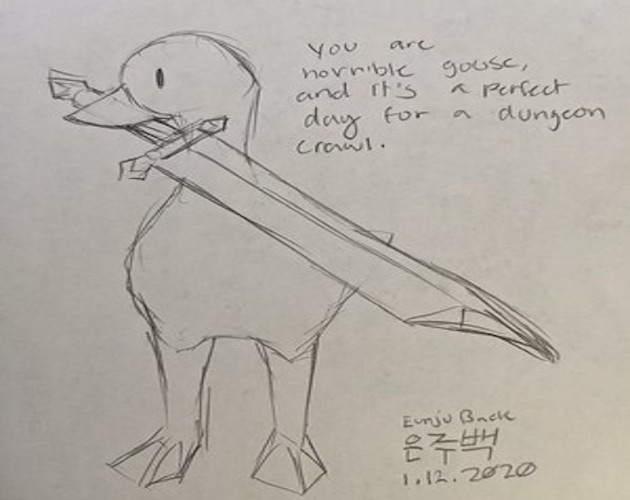 you are
horrible goose,
and it's a perfect
day for a dungeon
crawl.
Eunju Baek
은주백
1.12.2020